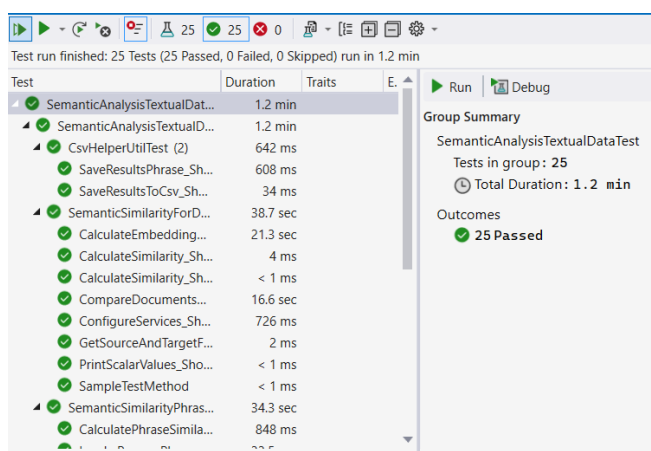 25 25 0
Test run finished: 25 Tests (25 Passed, 0 Failed, 0 Skipped) run in 1.2 min
Test Duration Traits E.
SemanticAnalysisTextualDat... 1.2 min
SemanticAnalysisTextualD... 1.2 min
CsvHelperUtilTest (2) 642 ms
SaveResultsPhrase_Sh... 608 ms
SaveResultsToCsv_Sh... 34 ms
SemanticSimilarityForD... 38.7 sec
CalculateEmbedding... 21.3 sec
CalculateSimilarity_Sh... 4 ms
CalculateSimilarity_Sh... < 1 ms
CompareDocuments... 16.6 sec
ConfigureServices_Sh... 726 ms
GetSourceAndTargetF... 2 ms
PrintScalarValues_Sho... < 1 ms
SampleTestMethod < 1 ms
SemanticSimilarityPhras... 34.3 sec
CalculatePhraseSimila... 848 ms
Run Debug
Group Summary
SemanticAnalysisTextualDataTest
Tests in group: 25
Total Duration: 1.2 min
Outcomes
25 Passed